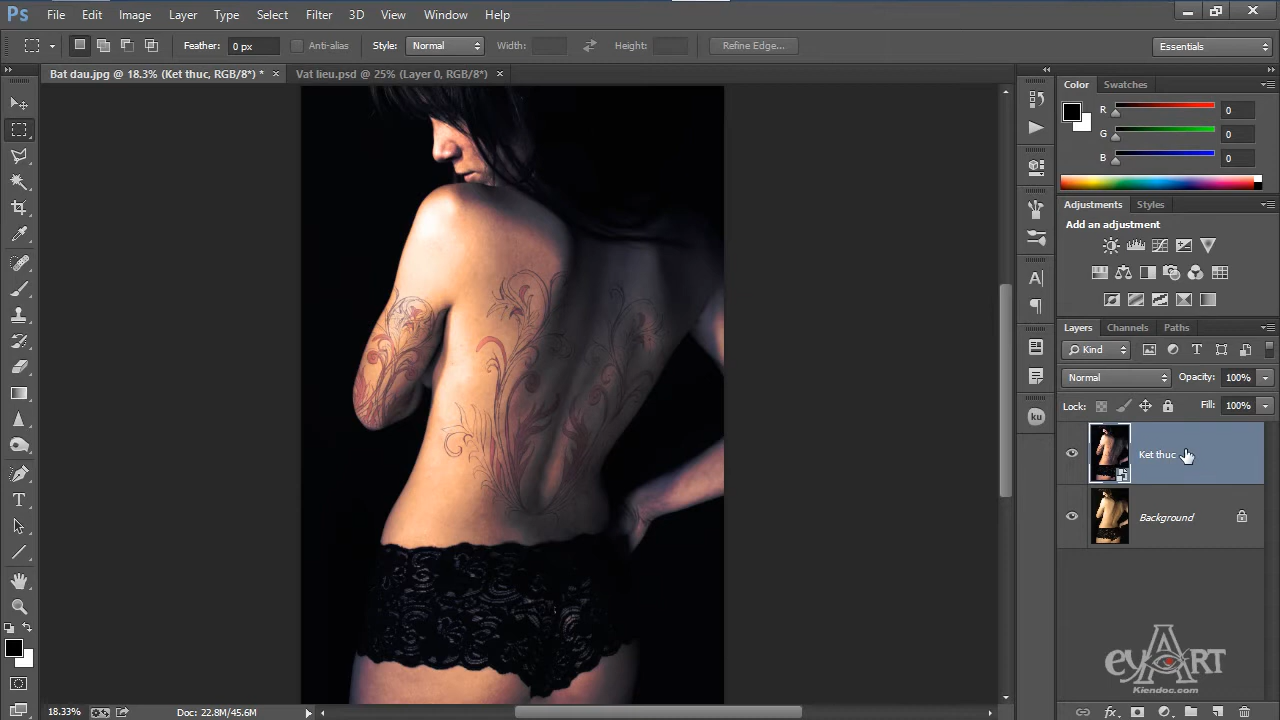 Ps File Edit Image Layer Type Select Filter 3D View Window Help
Feather: 0 px Anti-alias Style: Normal Width: Height: Refine Edge... Essentials
Bat dau.jpg @ 18.3% (Ket thuc, RGB/8*) * × Vat lieu.psd @ 25% (Layer 0, RGB/8*) ×
Color Swatches
R 0
G 0
B 0
Adjustments Styles
Add an adjustment
Layers Channels Paths
Kind
Normal Opacity: 100%
Lock: Fill: 100%
Ket thuc
Background
eyART
Kiendoc.com
18.33% Doc: 22.8M/45.6M